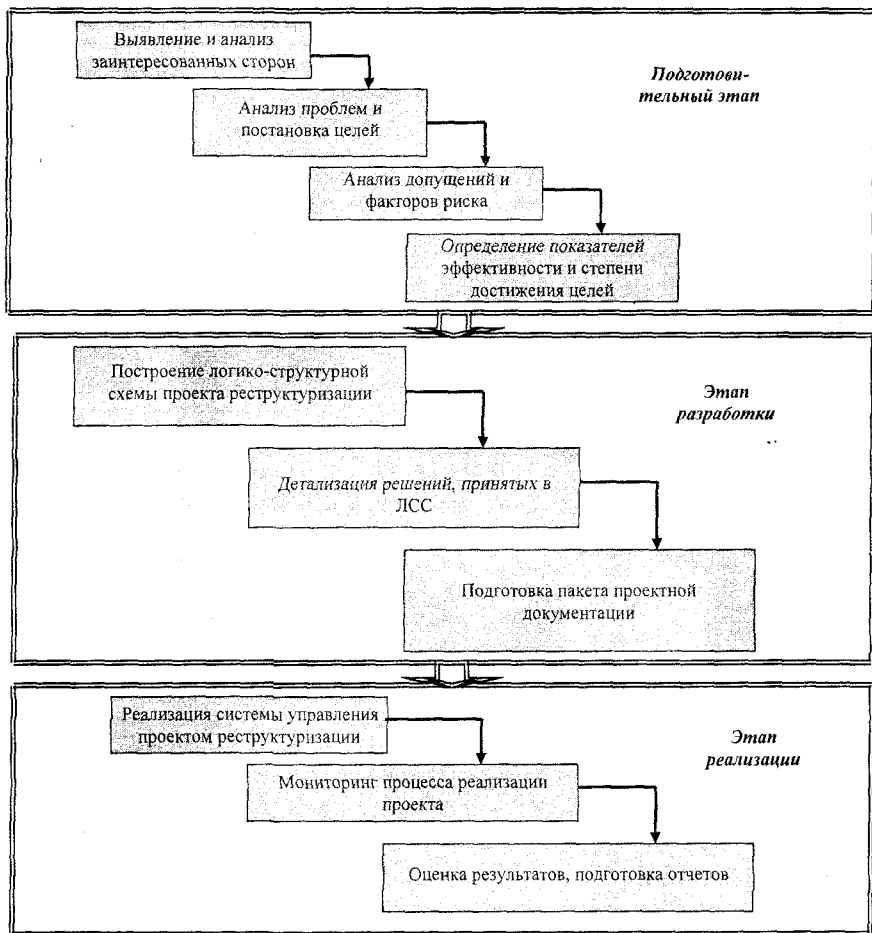 Выявление и анализ
заинтересованных сторон
Подготови-
тельный этап
Анализ проблем и
постановка целей
Анализ допущений и
факторов риска
Определение показателей
эффективности и степени
достижения целей
Построение логико-структурной
схемы проекта реструктуризации
Этап
разработки
Детализация решений, принятых в
ЛСС
Подготовка пакета проектной
документации
Реализация системы управления
проектом реструктуризации
Этап
реализации
Мониторинг процесса реализации
проекта
Оценка результатов, подготовка отчетов